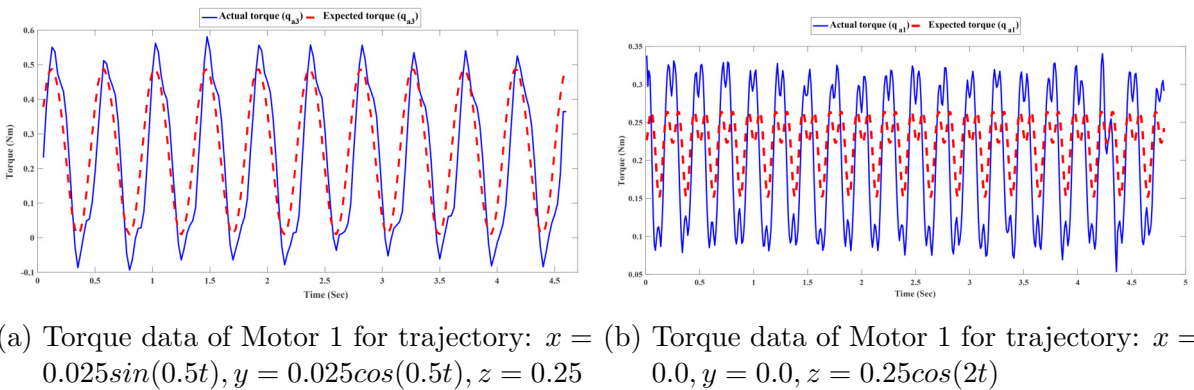 Actual torque (q_a3) Expected torque (q_a3)
0.6
0.5
0.4
0.3
0.2
0.1
0
-0.1
Torque (Nm)
0 0.5 1 1.5 2 2.5 3 3.5 4 4.5
Time (Sec)
Actual torque (q_a1) Expected torque (q_a1)
0.35
0.3
0.25
0.2
0.15
0.1
0.05
Torque (Nm)
0 0.5 1 1.5 2 2.5 3 3.5 4 4.5 5
Time (Sec)
a) Torque data of Motor 1 for trajectory: x =
0.025sin(0.5t), y = 0.025cos(0.5t), z = 0.25
(b) Torque data of Motor 1 for trajectory: x =
0.0, y = 0.0, z = 0.25cos(2t)